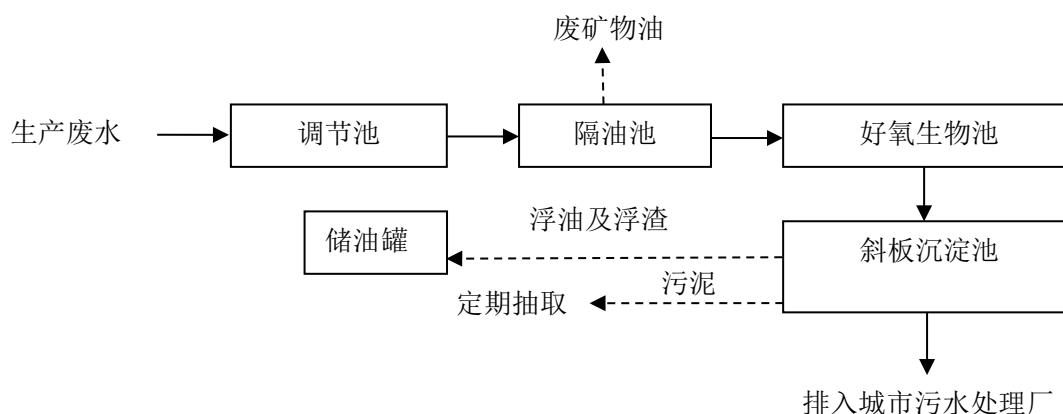 废矿物油
生产废水
调节池
隔油池
好氧生物池
浮油及浮渣
储油罐
斜板沉淀池
污泥
定期抽取
排入城市污水处理厂